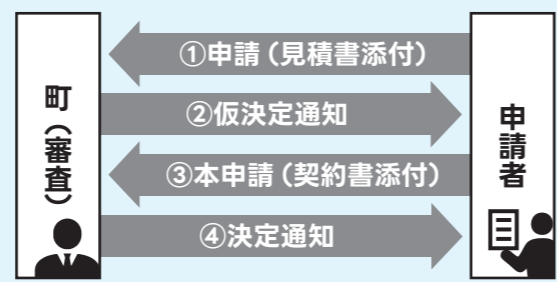 町（審査）
①申請（見積書添付）
②仮決定通知
③本申請（契約書添付）
④決定通知
申請者